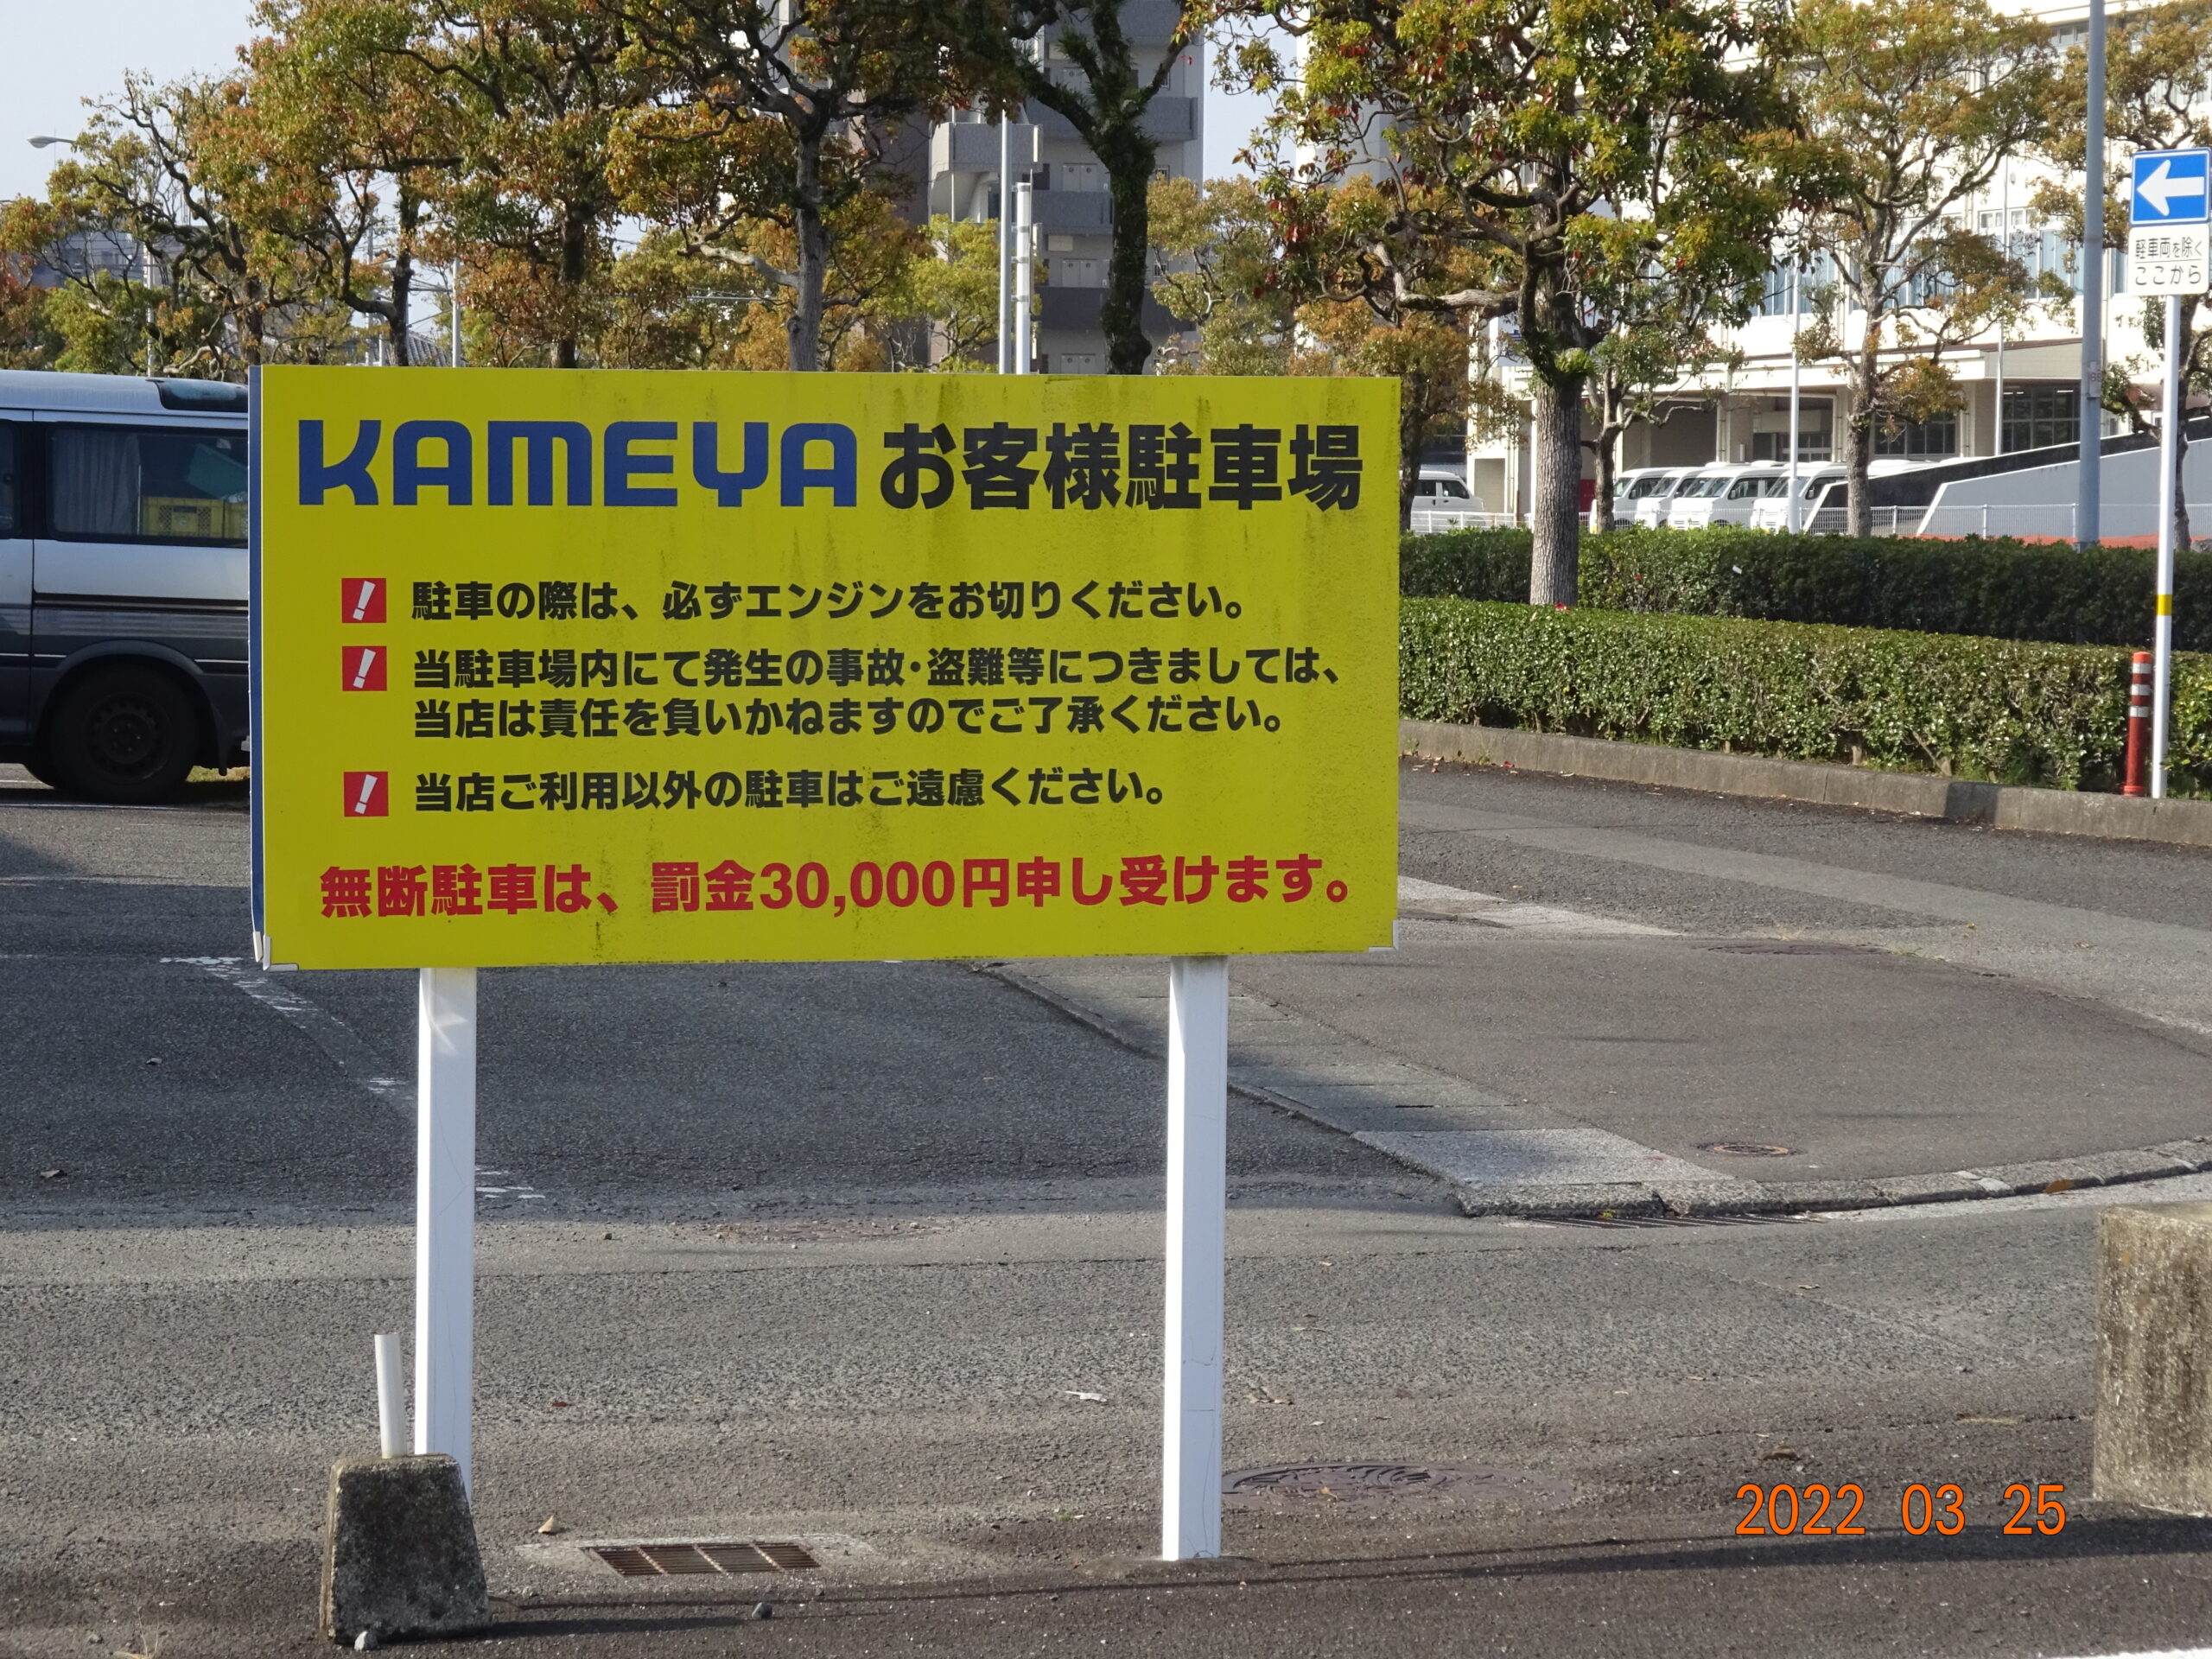 KAMEYA お客様駐車場
! 駐車の際は、必ずエンジンをお切りください。
! 当駐車場内にて発生の事故・盗難等につきましては、
当店は責任を負いかねますのでご了承ください。
! 当店ご利用以外の駐車はご遠慮ください。
無断駐車は、罰金30,000円申し受けます。
軽車両を除く
ここから
2022 03 25